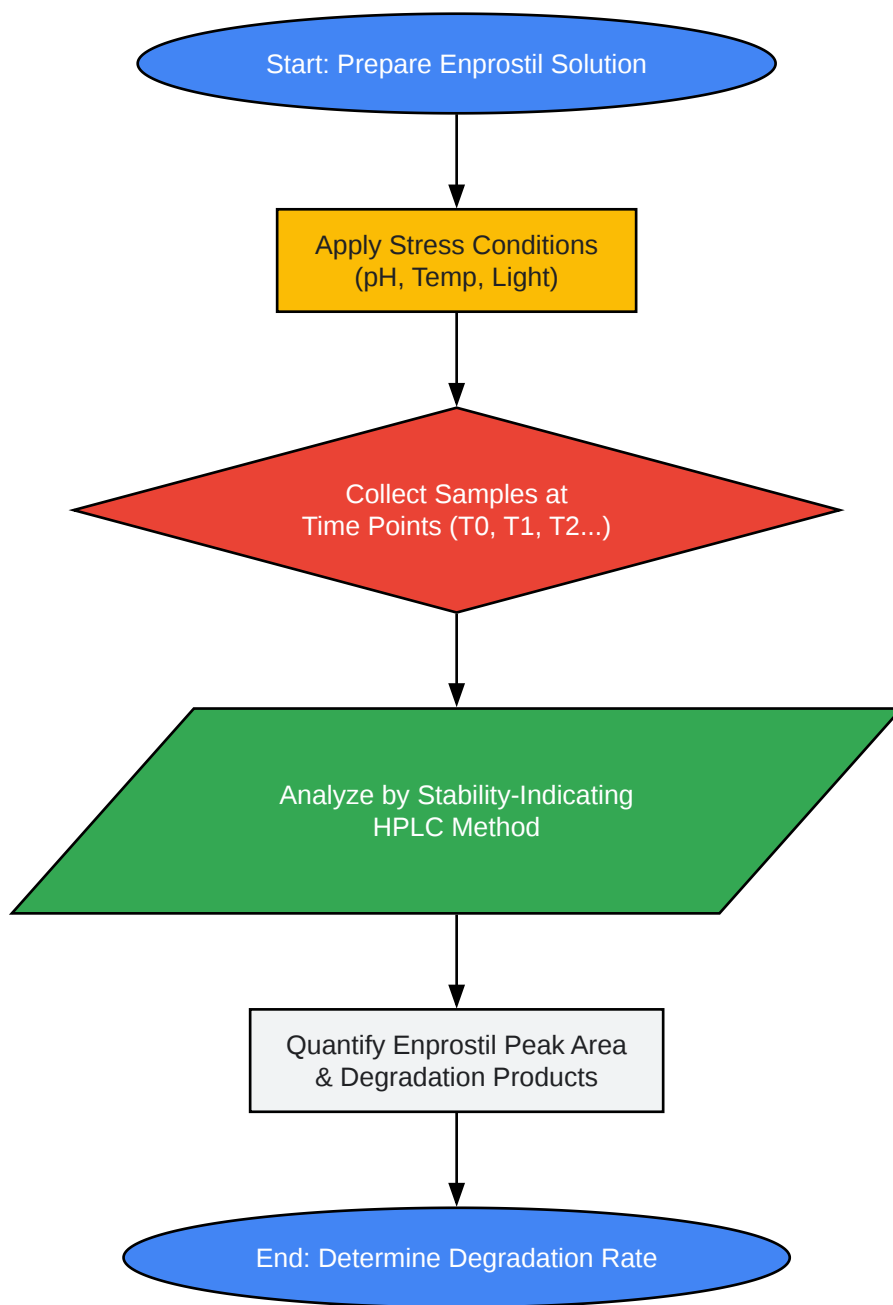 Start: Prepare Enprostil Solution
Apply Stress Conditions
(pH, Temp, Light)
Collect Samples at
Time Points (T0, T1, T2...)
Analyze by Stability-Indicating
HPLC Method
Quantify Enprostil Peak Area
& Degradation Products
End: Determine Degradation Rate